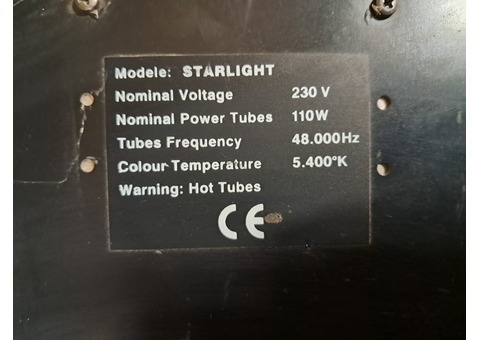 Modele: STARLIGHT
Nominal Voltage 230 V
Nominal Power Tubes 110W
Tubes Frequency 48.000Hz
Colour Temperature 5.400°K
Warning: Hot Tubes
CE